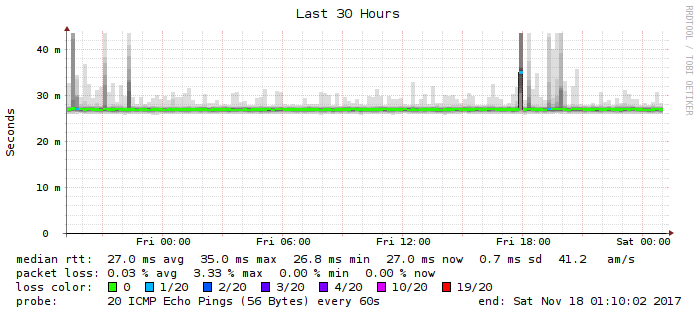 Last 30 Hours
RRDTOOL / TOBI OETIKER
Seconds
40 m
30 m
20 m
10 m
0
Fri 00:00 Fri 06:00 Fri 12:00 Fri 18:00 Sat 00:00
median rtt: 27.0 ms avg 35.0 ms max 26.8 ms min 27.0 ms now 0.7 ms sd 41.2 am/s
packet loss: 0.03 % avg 3.33 % max 0.00 % min 0.00 % now
loss color: 0 1/20 2/20 3/20 4/20 10/20 19/20
probe: 20 ICMP Echo Pings (56 Bytes) every 60s end: Sat Nov 18 01:10:02 2017